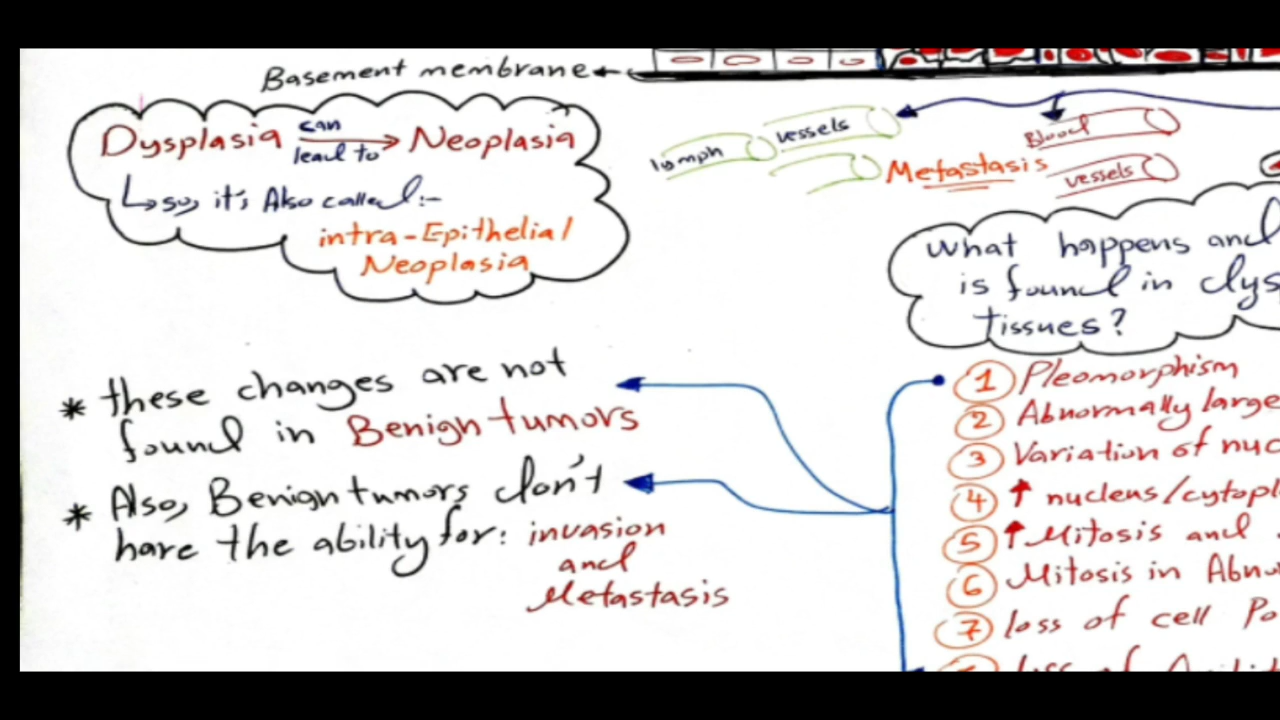 Basement membrane
Dysplasia can lead to Neoplasia
so, it's Also called :-
intra-Epithelial
Neoplasia
lymph vessels
Blood
vessels
Metastasis
What happens and
is found in dys
tissues?
* these changes are not
found in Benign tumors
* Also, Benign tumors don't
have the ability for: invasion
and
Metastasis
1 Pleomorphism
2 Abnormally large
3 Variation of nuc
4 ↑ nucleus/cytopl
5 ↑ Mitosis and
6 Mitosis in Abno
7 loss of cell Po
loss of